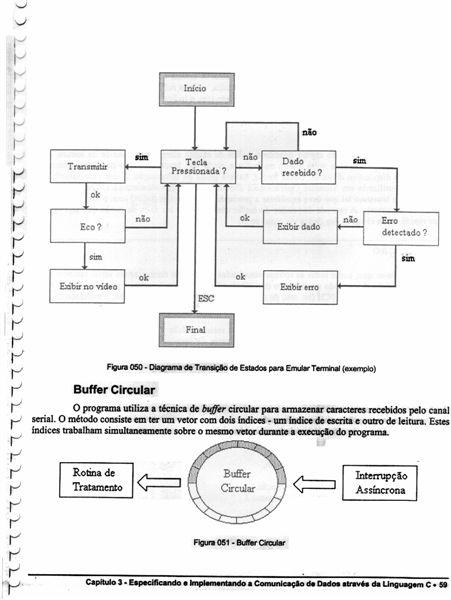 Início
não
Transmitir
sim
Tecla
Pressionada ?
não
Dado
recebido ?
sim
ok
não
ok
não
Eco ?
Exibir dado
Erro
detectado ?
sim
sim
ok
ok
Exibir no vídeo
Exibir erro
ESC
Final
Figura 050 - Diagrama de Transição de Estados para Emular Terminal (exemplo)
Buffer Circular
O programa utiliza a técnica de buffer circular para armazenar caracteres recebidos pelo canal
serial. O método consiste em ter um vetor com dois índices - um índice de escrita e outro de leitura. Estes
índices trabalham simultaneamente sobre o mesmo vetor durante a execução do programa.
Rotina de
Tratamento
Buffer
Circular
Interrupção
Assíncrona
Figura 051 - Buffer Circular
Capítulo 3 - Especificando e Implementando a Comunicação de Dados através da Linguagem C • 59